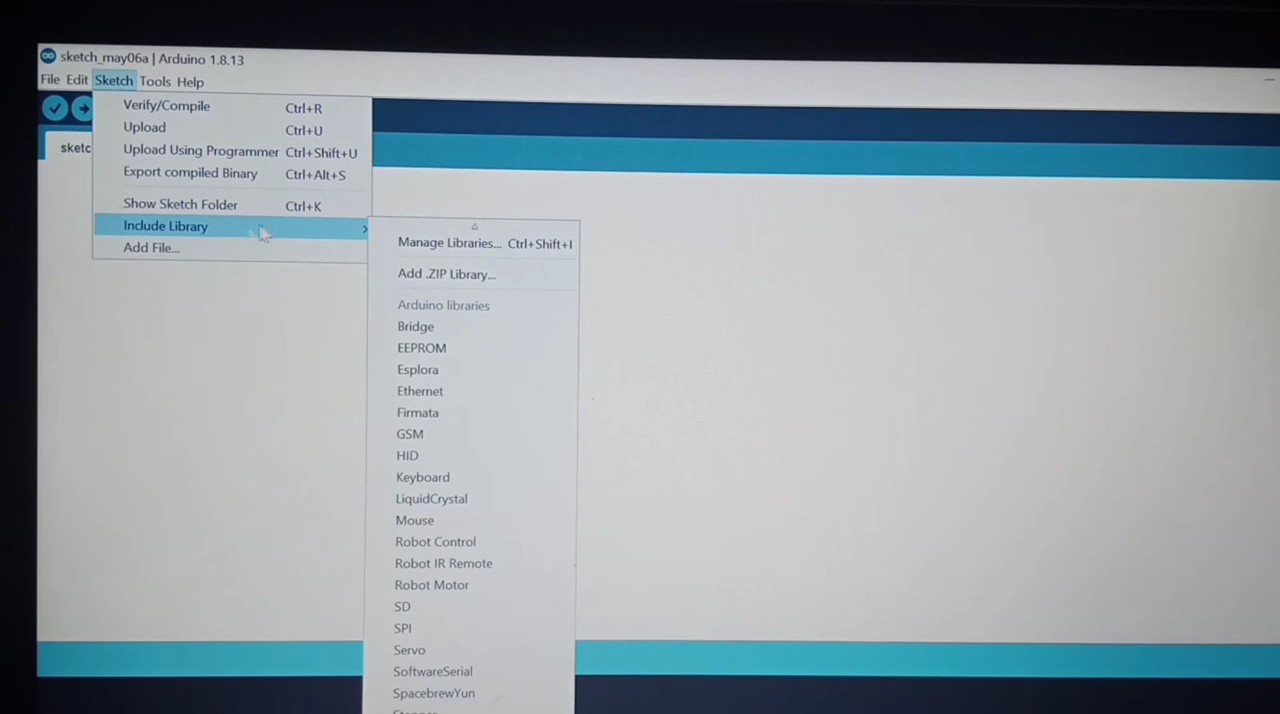 sketch_may06a | Arduino 1.8.13
File Edit Sketch Tools Help
Verify/Compile Ctrl+R
Upload Ctrl+U
Upload Using Programmer Ctrl+Shift+U
Export compiled Binary Ctrl+Alt+S
Show Sketch Folder Ctrl+K
Include Library
Add File...
sketc
Manage Libraries... Ctrl+Shift+I
Add .ZIP Library...
Arduino libraries
Bridge
EEPROM
Esplora
Ethernet
Firmata
GSM
HID
Keyboard
LiquidCrystal
Mouse
Robot Control
Robot IR Remote
Robot Motor
SD
SPI
Servo
SoftwareSerial
SpacebrewYun